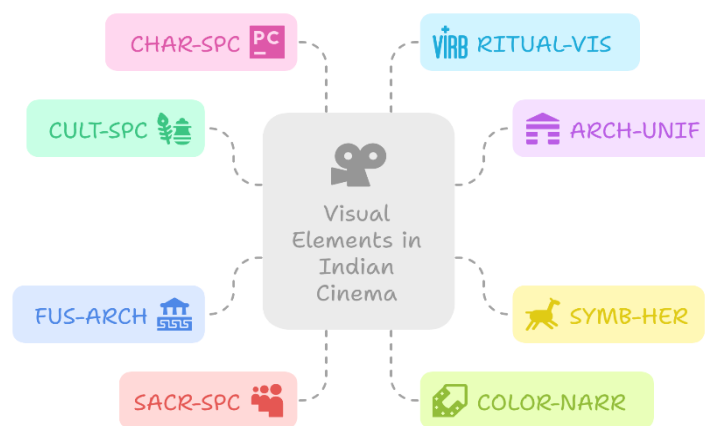 CHAR-SPC
PC
VIRB
RITUAL-VIS
CULT-SPC
ARCH-UNIF
Visual
Elements in
Indian
Cinema
FUS-ARCH
SYMB-HER
SACR-SPC
COLOR-NARR